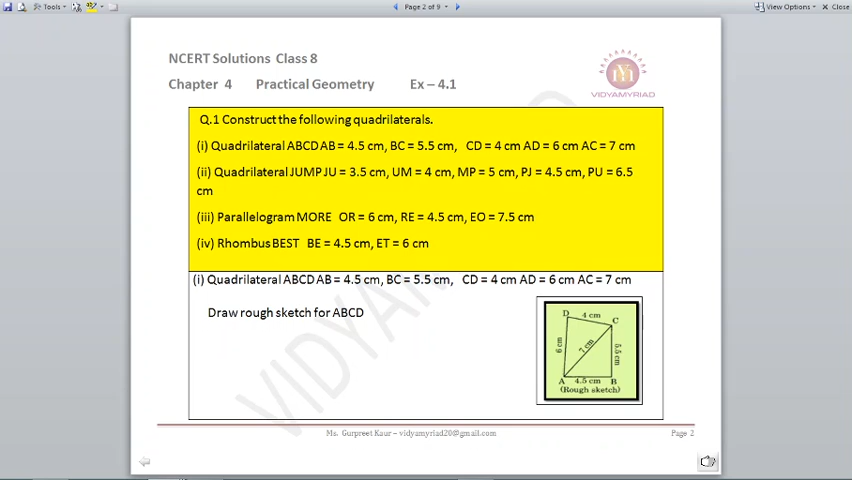 Tools
Page 2 of 9
View Options
Close
NCERT Solutions Class 8
Chapter 4 Practical Geometry Ex – 4.1
VIDYAMYRIAD
Q.1 Construct the following quadrilaterals.
(i) Quadrilateral ABCD AB = 4.5 cm, BC = 5.5 cm, CD = 4 cm AD = 6 cm AC = 7 cm
(ii) Quadrilateral JUMP JU = 3.5 cm, UM = 4 cm, MP = 5 cm, PJ = 4.5 cm, PU = 6.5
cm
(iii) Parallelogram MORE OR = 6 cm, RE = 4.5 cm, EO = 7.5 cm
(iv) Rhombus BEST BE = 4.5 cm, ET = 6 cm
(i) Quadrilateral ABCD AB = 4.5 cm, BC = 5.5 cm, CD = 4 cm AD = 6 cm AC = 7 cm
Draw rough sketch for ABCD
D 4 cm C
6 cm 7 cm 5.5 cm
A 4.5 cm B
(Rough sketch)
VIDYAMYRIAD
Ms. Gurpreet Kaur – vidyamyriad20@gmail.com Page 2